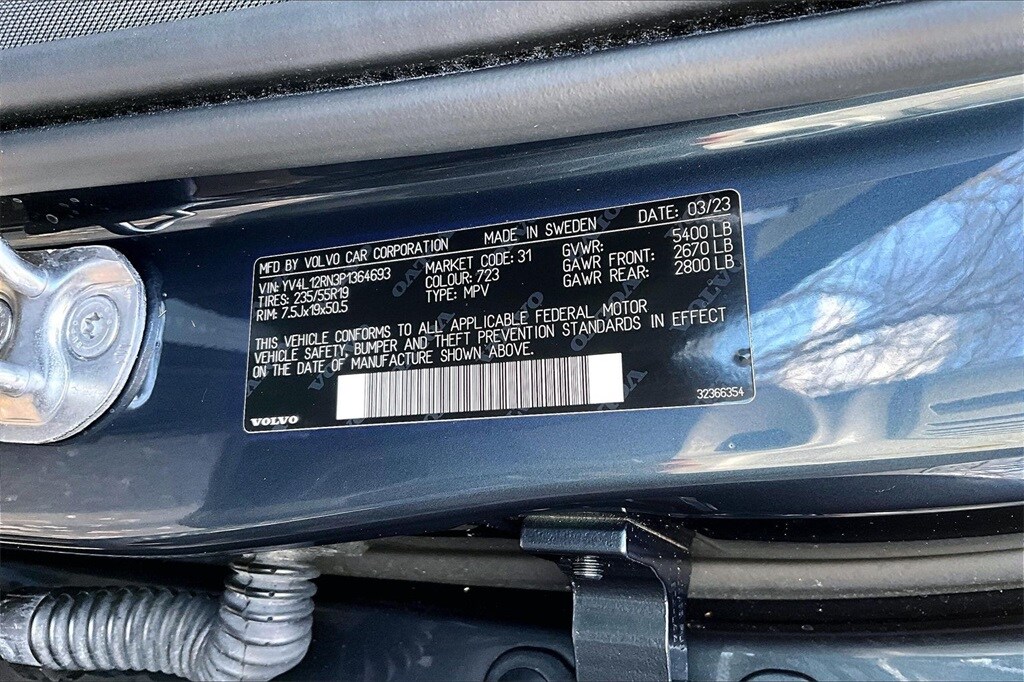 MFD BY VOLVO CAR CORPORATION MADE IN SWEDEN DATE: 03/23
VIN: YV4L12RN3P1364693 MARKET CODE: 31 GVWR: 5400 LB
TIRES: 235/55R19 COLOUR: 723 GAWR FRONT: 2670 LB
RIM: 7.5Jx19x50.5 TYPE: MPV GAWR REAR: 2800 LB
THIS VEHICLE CONFORMS TO ALL APPLICABLE FEDERAL MOTOR
VEHICLE SAFETY, BUMPER AND THEFT PREVENTION STANDARDS IN EFFECT
ON THE DATE OF MANUFACTURE SHOWN ABOVE.
VOLVO 32366354